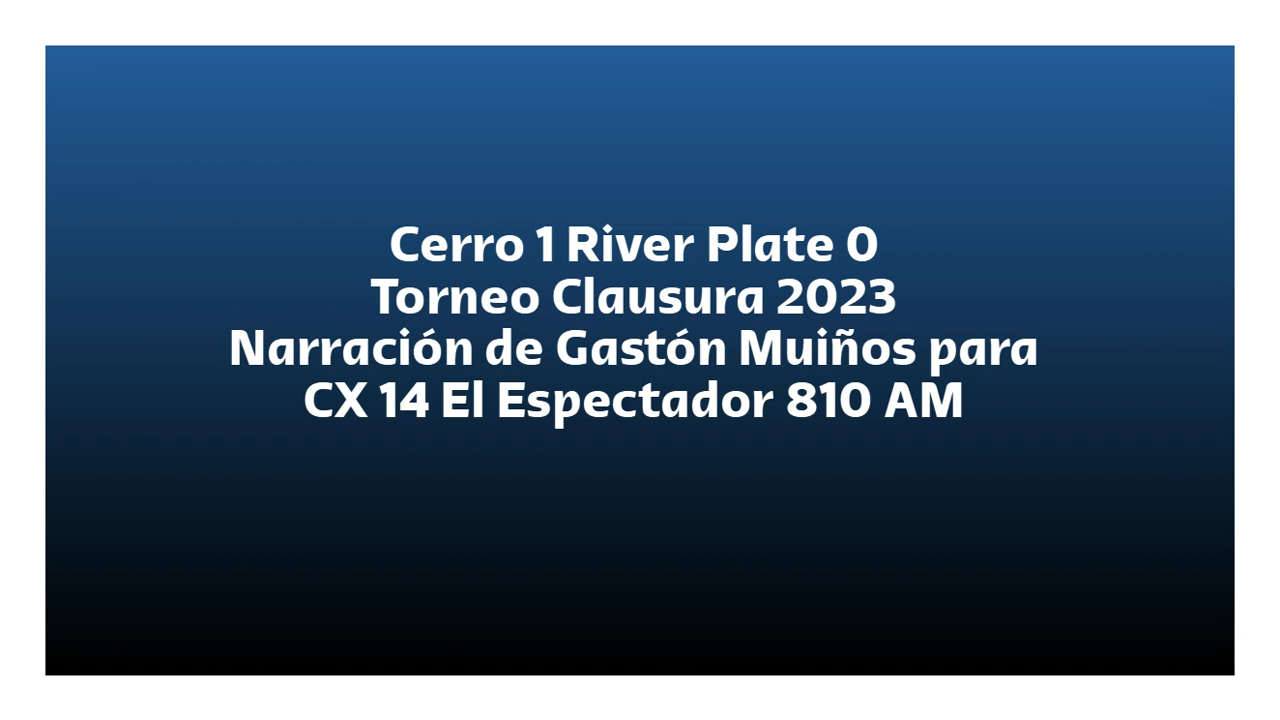 Cerro 1 River Plate 0
Torneo Clausura 2023
Narración de Gastón Muiños para
CX 14 El Espectador 810 AM